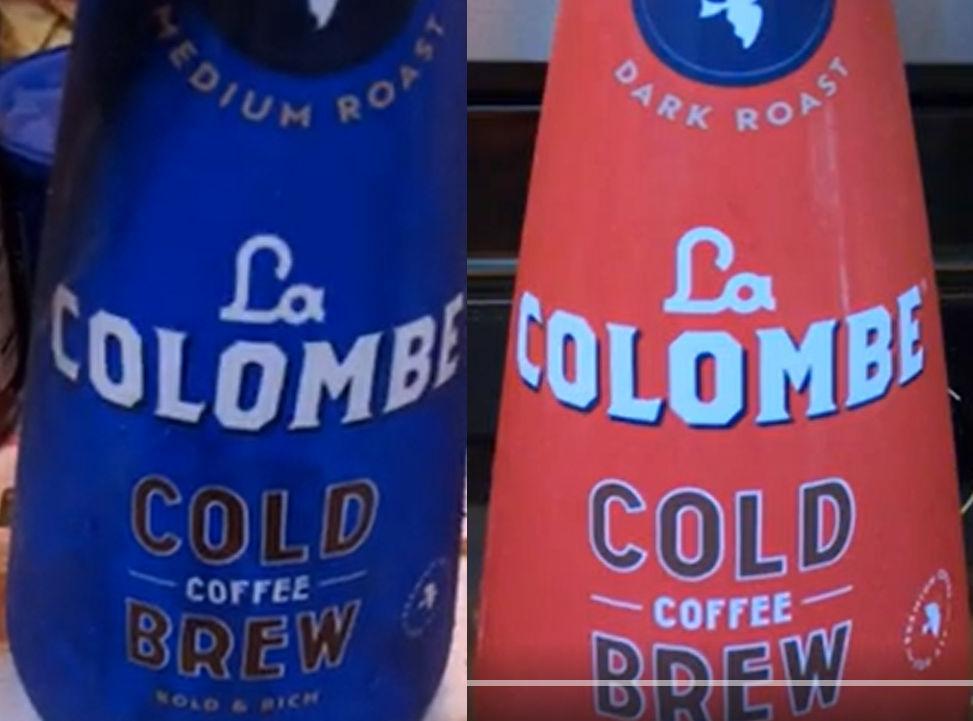 MEDIUM ROAST
La
COLOMBE
COLD
COFFEE
BREW
BOLD & RICH
DARK ROAST
La
COLOMBE
COLD
COFFEE
BREW